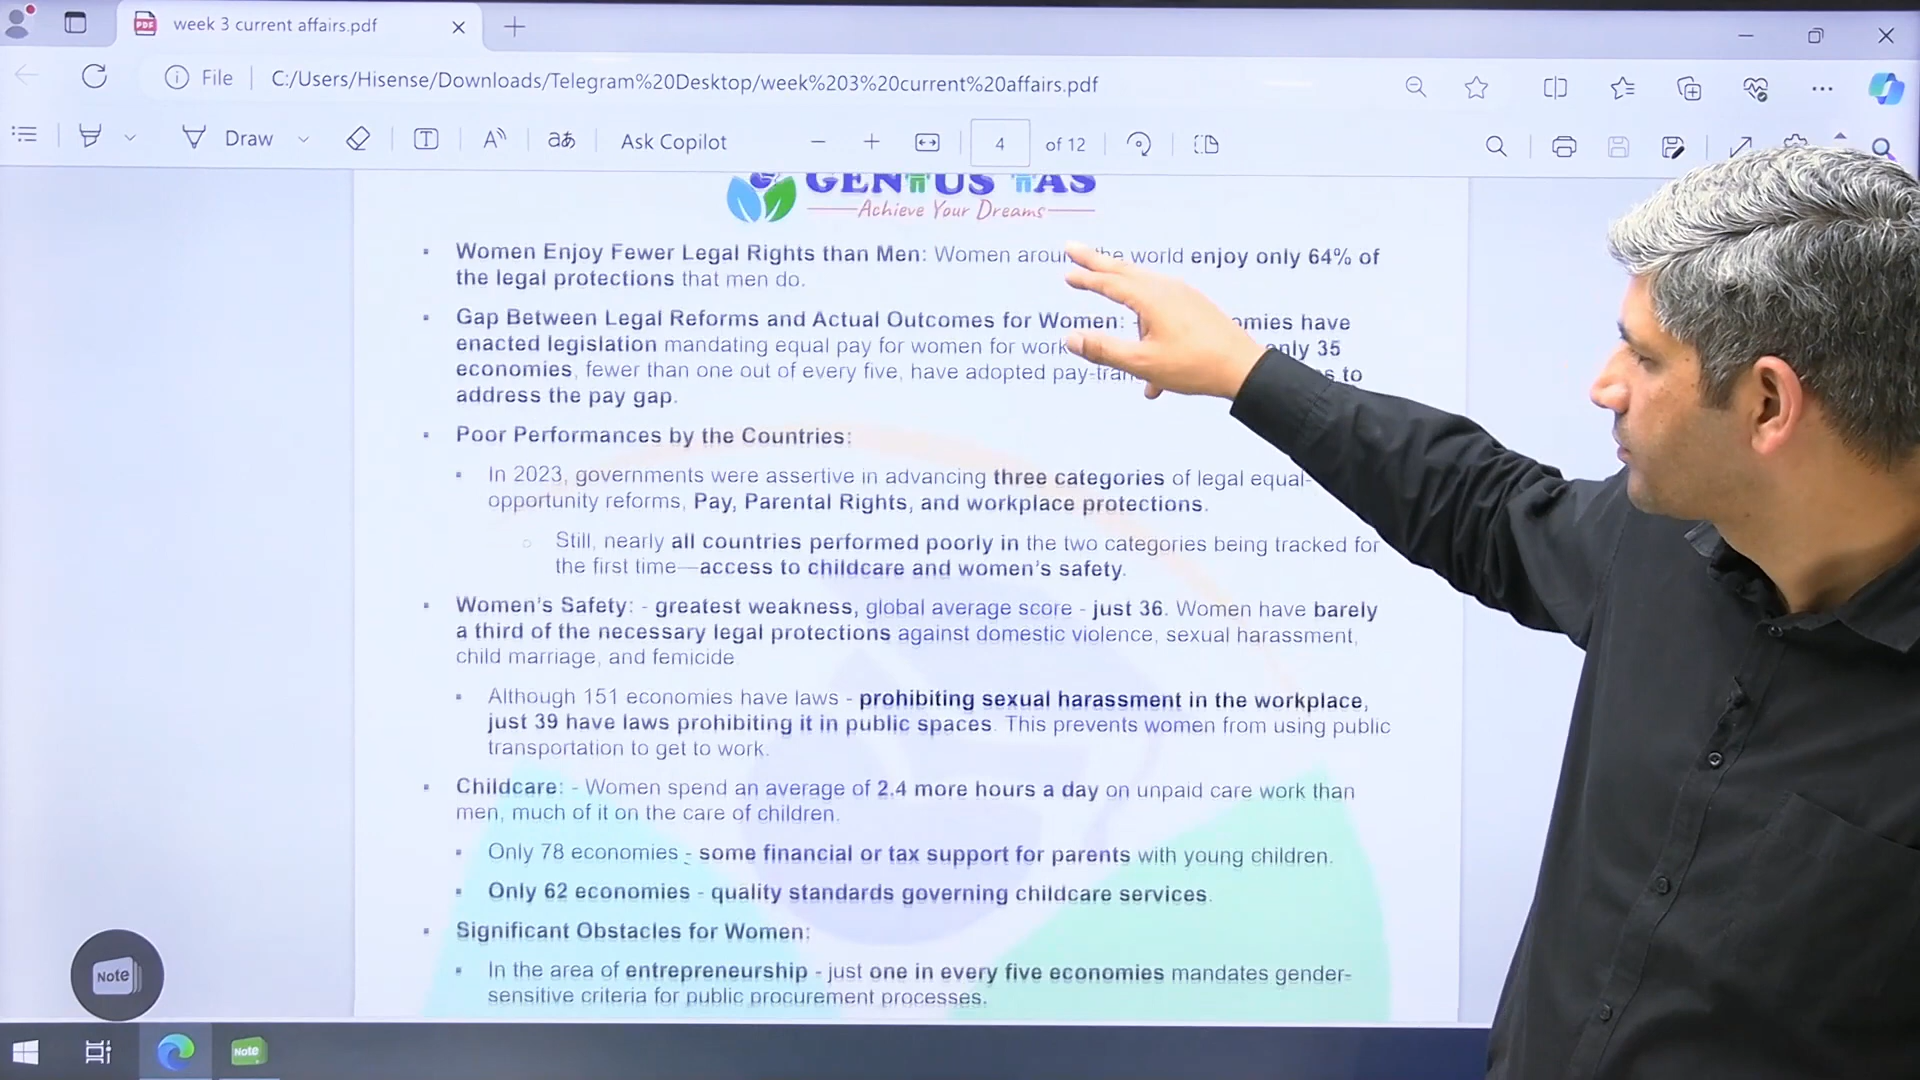 week 3 current affairs.pdf
File
C:/Users/Hisense/Downloads/Telegram%20Desktop/week%203%20current%20affairs.pdf
Draw
Ask Copilot
4 of 12
GENIUS IAS
Achieve Your Dreams
Women Enjoy Fewer Legal Rights than Men: Women around the world enjoy only 64% of
the legal protections that men do.
Gap Between Legal Reforms and Actual Outcomes for Women: have
enacted legislation mandating equal pay for women for work only 35
economies, fewer than one out of every five, have adopted to
address the pay gap.
Poor Performances by the Countries:
In 2023, governments were assertive in advancing three categories of legal equal-
opportunity reforms, Pay, Parental Rights, and workplace protections.
Still, nearly all countries performed poorly in the two categories being tracked for
the first time—access to childcare and women's safety.
Women's Safety: - greatest weakness, global average score - just 36. Women have barely
a third of the necessary legal protections against domestic violence, sexual harassment,
child marriage, and femicide
Although 151 economies have laws - prohibiting sexual harassment in the workplace,
just 39 have laws prohibiting it in public spaces. This prevents women from using public
transportation to get to work.
Childcare: - Women spend an average of 2.4 more hours a day on unpaid care work than
men, much of it on the care of children.
Only 78 economies - some financial or tax support for parents with young children.
Only 62 economies - quality standards governing childcare services.
Significant Obstacles for Women:
In the area of entrepreneurship - just one in every five economies mandates gender-
sensitive criteria for public procurement processes.
Note
Note